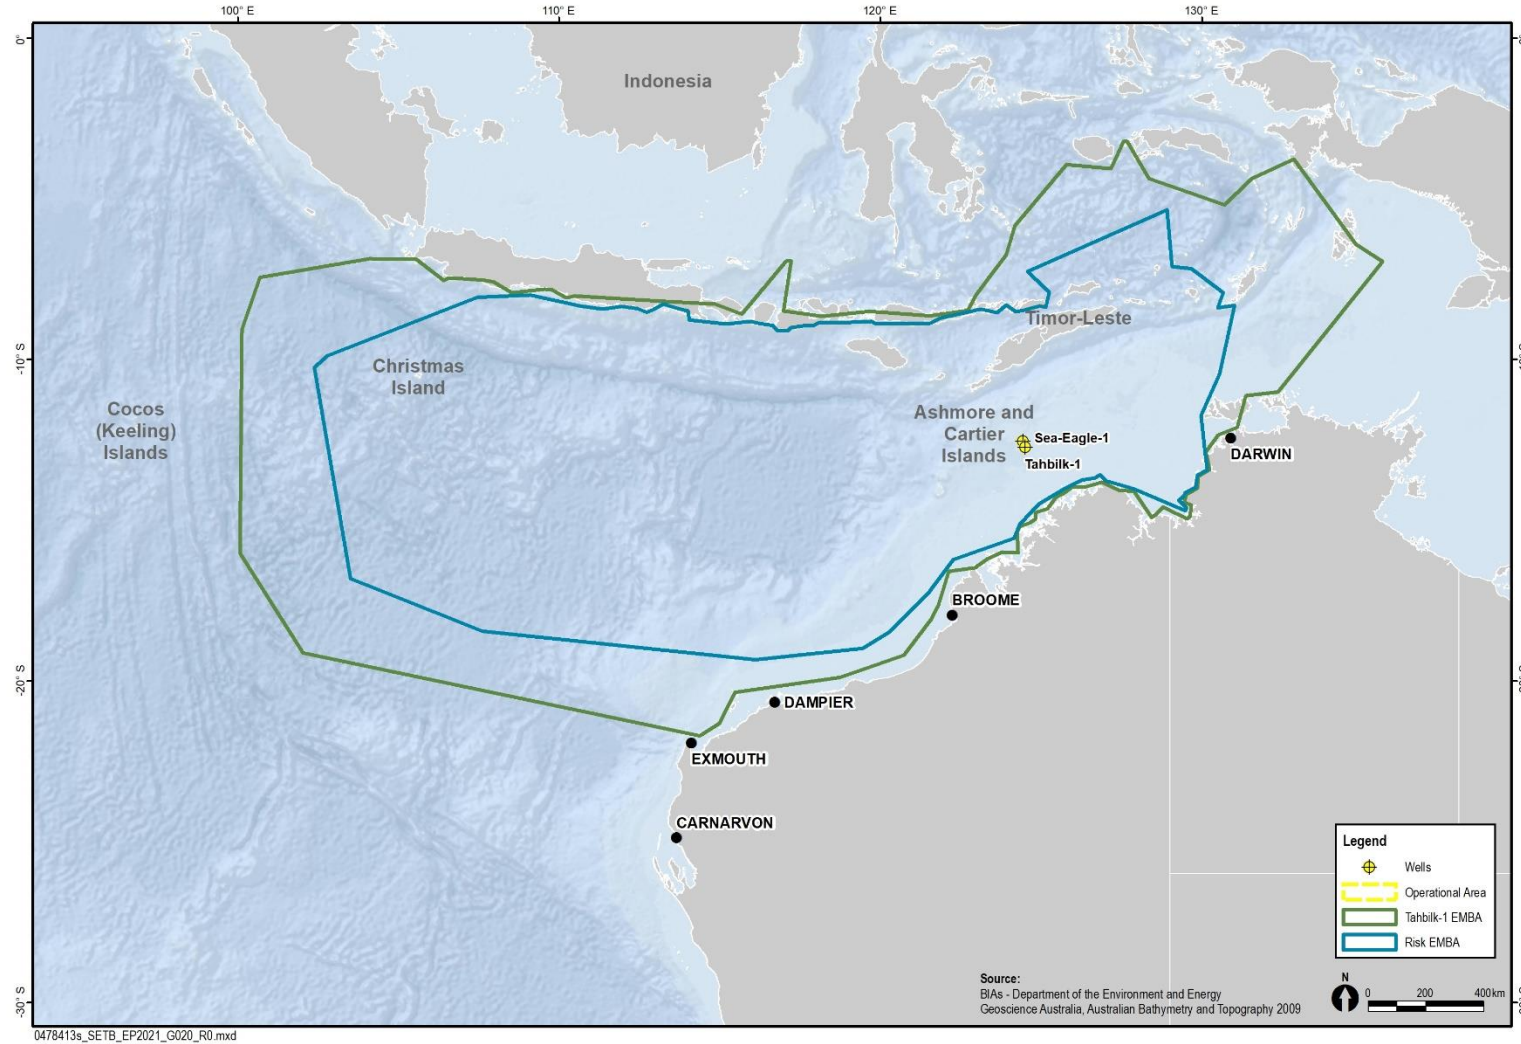 100° E
110° E
120° E
130° E
0°
Indonesia
Timor-Leste
-10° S
Christmas
Island
Cocos
(Keeling)
Islands
Ashmore and
Cartier
Islands
Sea-Eagle-1
Tahbilk-1
DARWIN
BROOME
-20° S
DAMPIER
EXMOUTH
CARNARVON
Legend
Wells
Operational Area
Tahbilk-1 EMBA
Risk EMBA
Source:
BIAs - Department of the Environment and Energy
Geoscience Australia, Australian Bathymetry and Topography 2009
N
0 200 400 km
-30° S
0478413s_SETB_EP2021_G020_R0.mxd